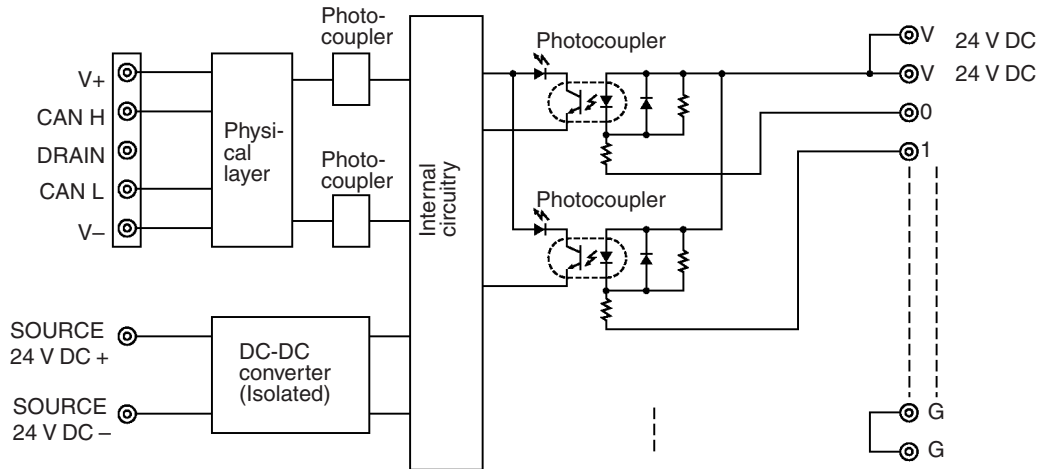 Photo-
coupler
V+
CAN H
DRAIN
CAN L
V–
Physi-
cal
layer
Photo-
coupler
Internal
circuitry
SOURCE
24 V DC +
SOURCE
24 V DC –
DC-DC
converter
(Isolated)
Photocoupler
Photocoupler
V 24 V DC
V 24 V DC
0
1
G
G